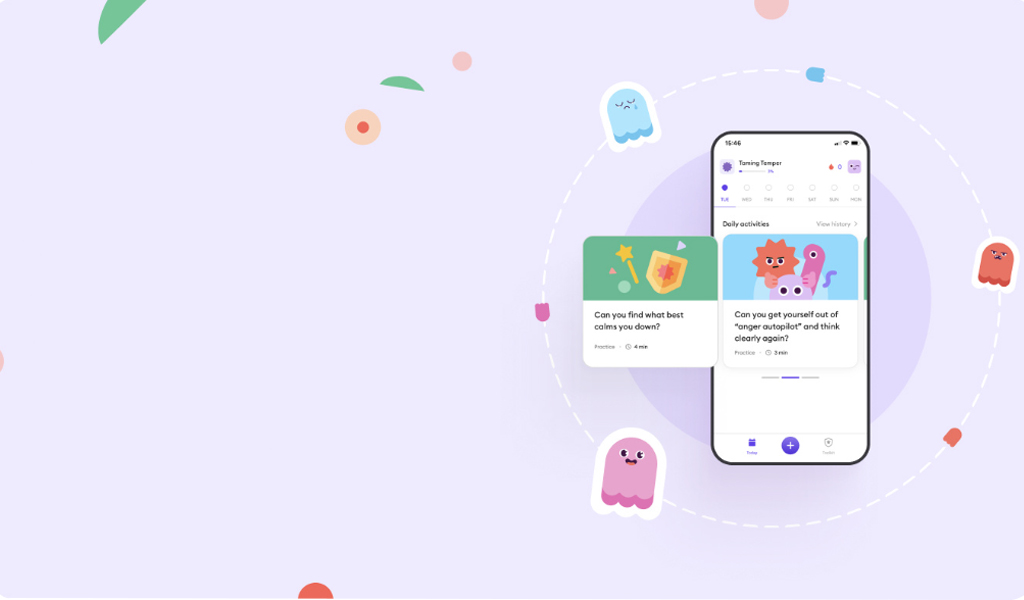 15:46
Taming Temper
0
TUE WED THU FRI SAT SUN MON
Daily activities View history
Can you find what best
calms you down?
Practice 4 min
Can you get yourself out of
“anger autopilot” and think
clearly again?
Practice 3 min
Today Toolkit